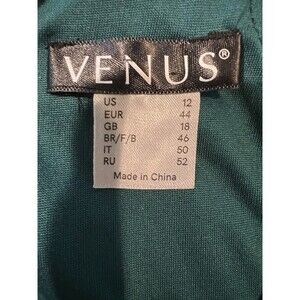 VENUS®
US 12
EUR 44
GB 18
BR/F/B 46
IT 50
RU 52
Made in China